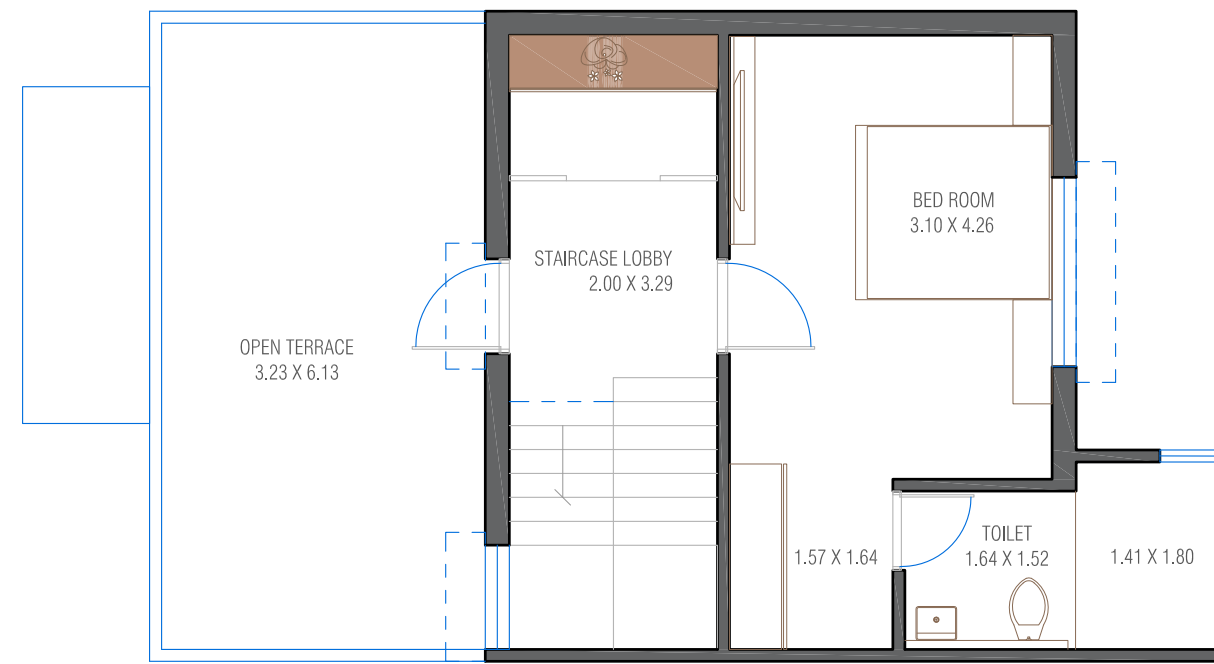 BED ROOM
3.10 X 4.26
STAIRCASE LOBBY
2.00 X 3.29
OPEN TERRACE
3.23 X 6.13
TOILET
1.64 X 1.52
1.57 X 1.64
1.41 X 1.80